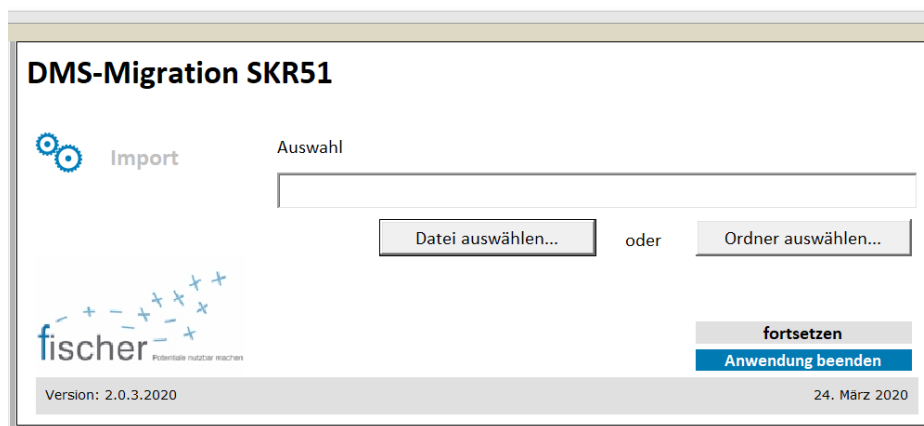 DMS-Migration SKR51
Import
Auswahl
Datei auswählen... oder Ordner auswählen...
fischer Potentiale nutzbar machen
fortsetzen
Anwendung beenden
Version: 2.0.3.2020 24. März 2020